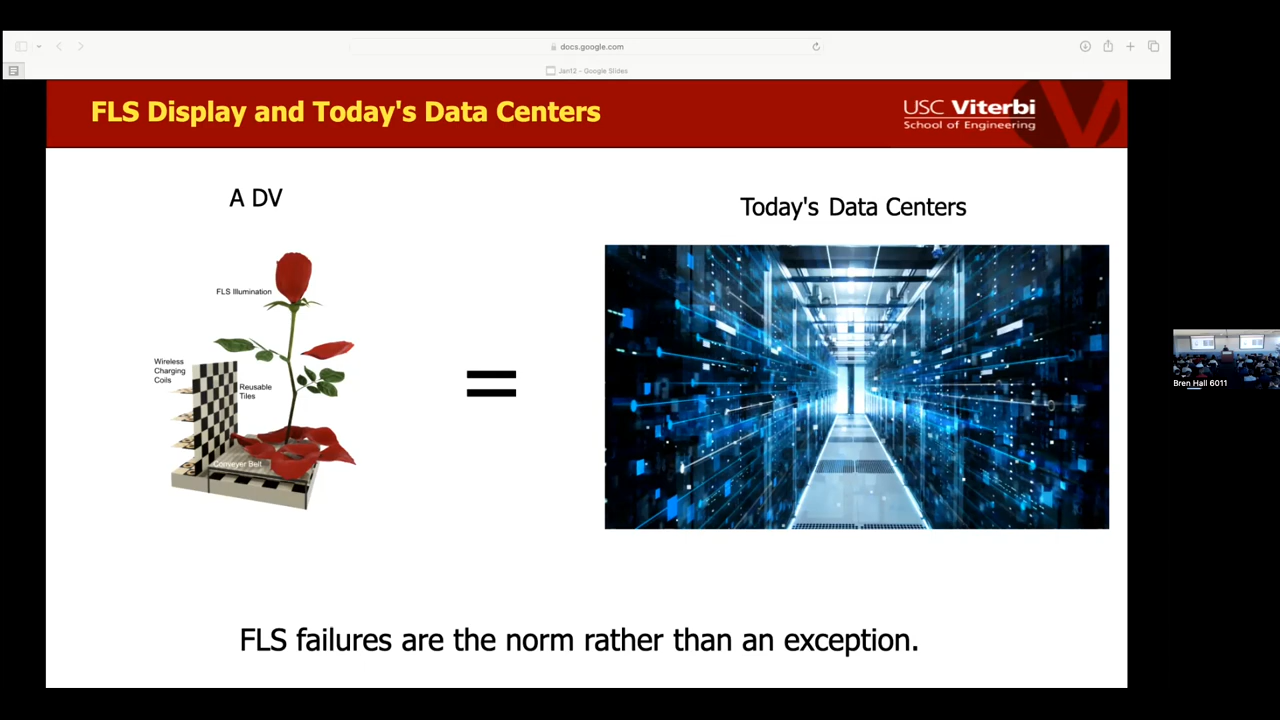 docs.google.com
Jan12 - Google Slides
FLS Display and Today's Data Centers
USC Viterbi
School of Engineering
A DV
Today's Data Centers
FLS Illumination
Wireless
Charging
Coils
Reusable
Tiles
Conveyer Belt
=
FLS failures are the norm rather than an exception.
Bren Hall 6011